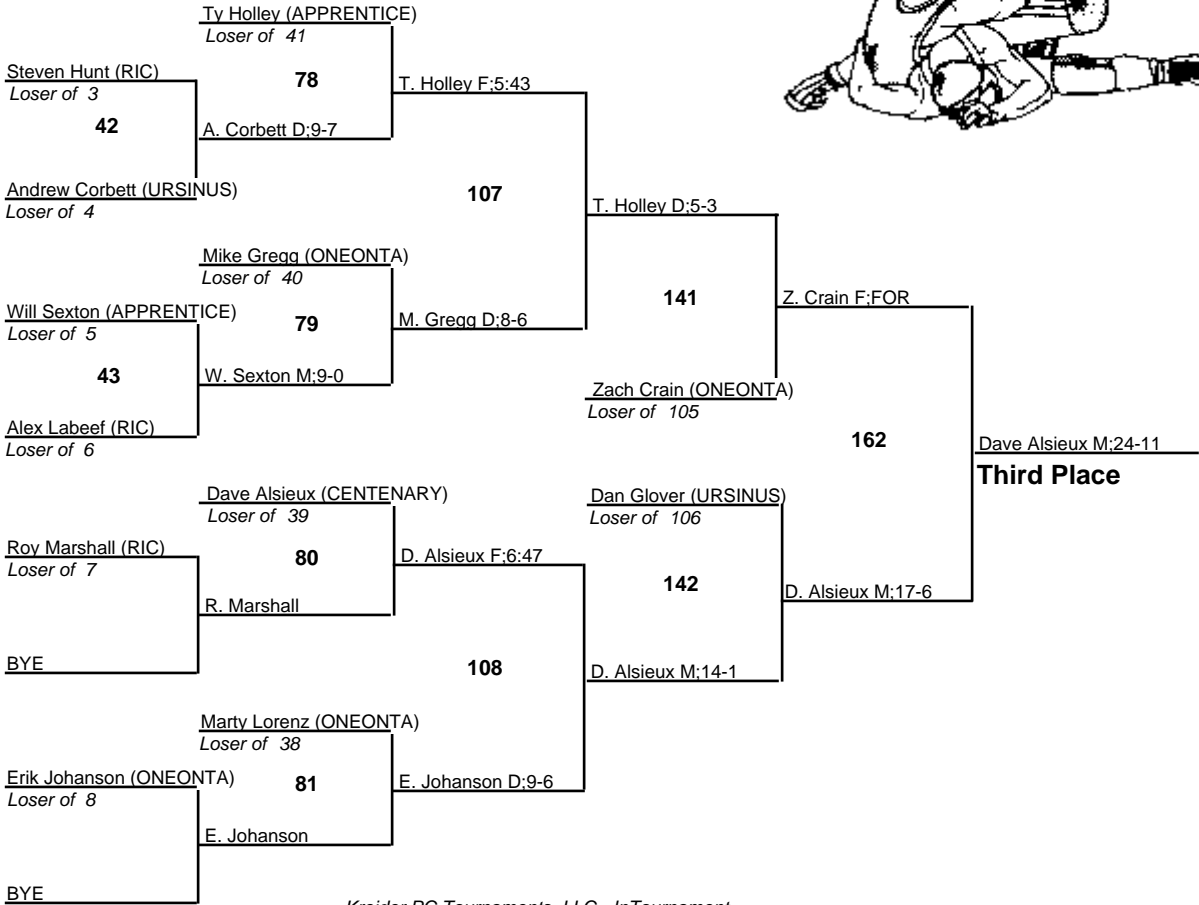 Ty Holley (APPRENTICE)
Loser of 41
Steven Hunt (RIC)
Loser of 3
78
T. Holley F;5:43
42
A. Corbett D;9-7
Andrew Corbett (URSINUS)
Loser of 4
107
T. Holley D;5-3
Mike Gregg (ONEONTA)
Loser of 40
Will Sexton (APPRENTICE)
Loser of 5
79
M. Gregg D;8-6
141
Z. Crain F;FOR
43
W. Sexton M;9-0
Zach Crain (ONEONTA)
Loser of 105
Alex Labeef (RIC)
Loser of 6
162
Dave Alsieux M;24-11
Third Place
Dave Alsieux (CENTENARY)
Loser of 39
Dan Glover (URSINUS)
Loser of 106
Roy Marshall (RIC)
Loser of 7
80
D. Alsieux F;6:47
142
D. Alsieux M;17-6
R. Marshall
BYE
108
D. Alsieux M;14-1
Marty Lorenz (ONEONTA)
Loser of 38
Erik Johanson (ONEONTA)
Loser of 8
81
E. Johanson D;9-6
E. Johanson
BYE
Kreider PC Tournaments, LLC - InTournament